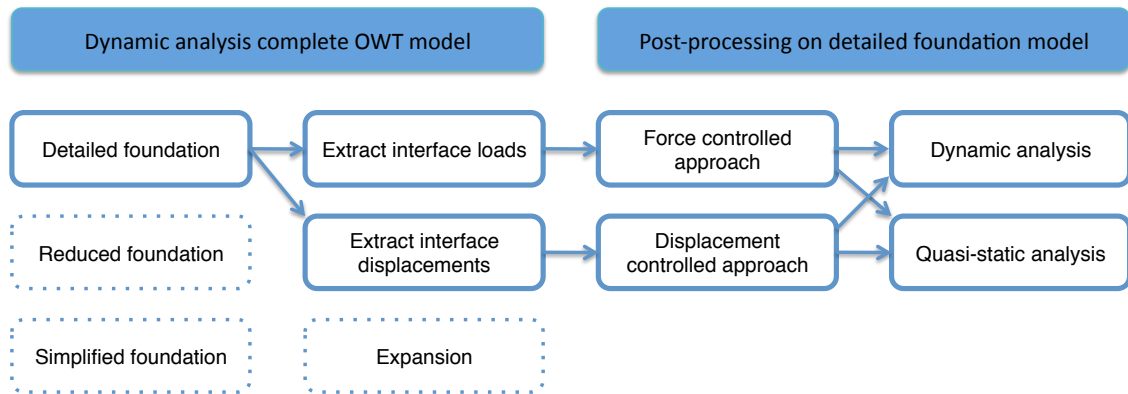 Dynamic analysis complete OWT model
Post-processing on detailed foundation model
Detailed foundation
Extract interface loads
Force controlled
approach
Dynamic analysis
Reduced foundation
Extract interface
displacements
Displacement
controlled approach
Quasi-static analysis
Simplified foundation
Expansion